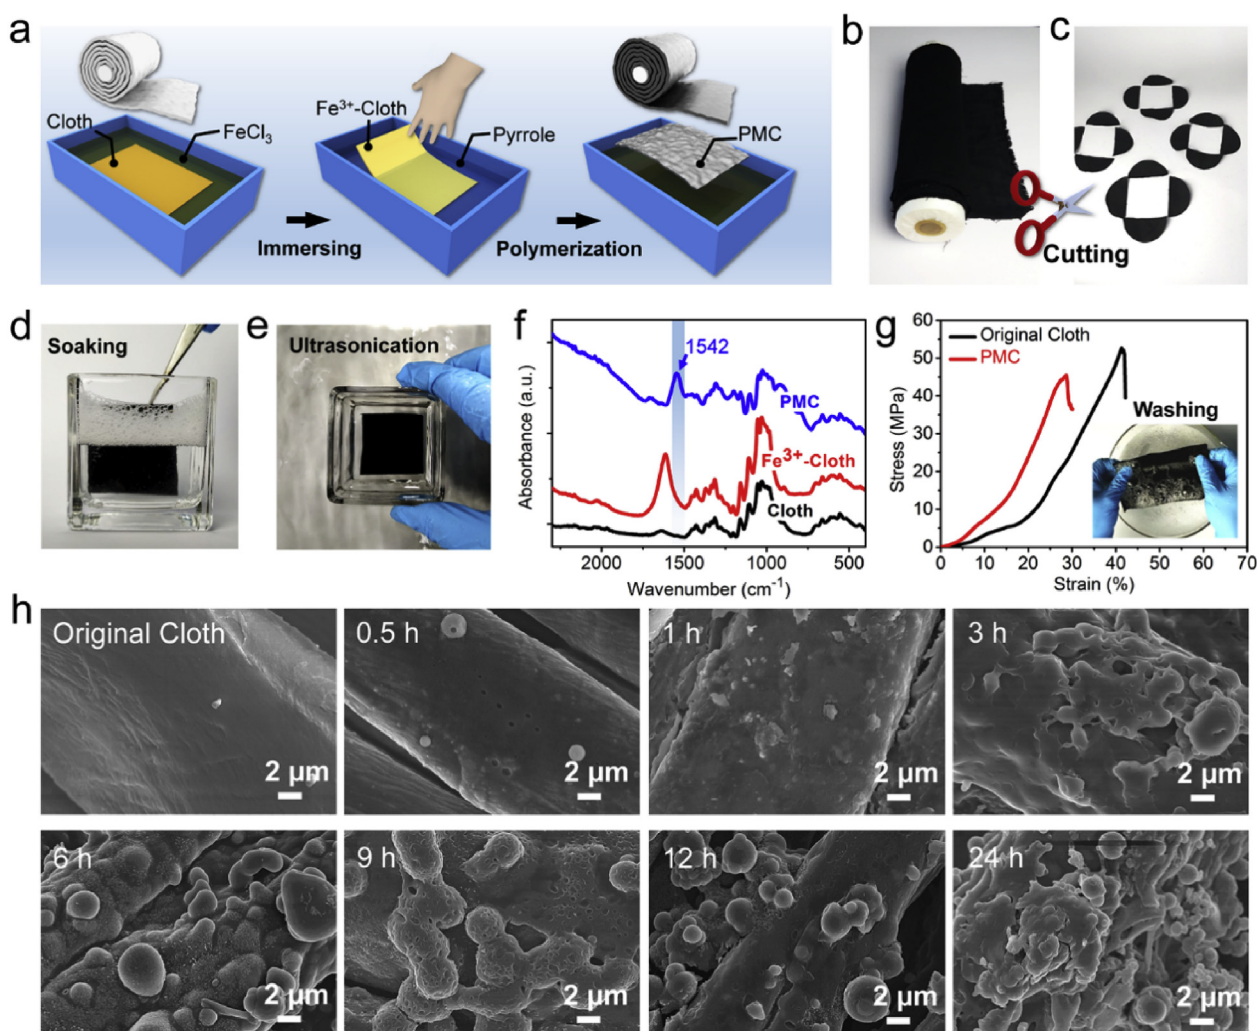 a
Cloth
FeCl3
Fe3+-Cloth
Pyrrole
PMC
Immersing
Polymerization
b
c
Cutting
d
Soaking
e
Ultrasonication
f
1542
PMC
Fe3+-Cloth
Cloth
Absorbance (a.u.)
2000 1500 1000 500
Wavenumber (cm-1)
g
Original Cloth
PMC
Washing
Stress (MPa)
60
50
40
30
20
10
0
0 10 20 30 40 50 60 70
Strain (%)
h
Original Cloth
2 μm
0.5 h
2 μm
1 h
2 μm
3 h
2 μm
6 h
2 μm
9 h
2 μm
12 h
2 μm
24 h
2 μm